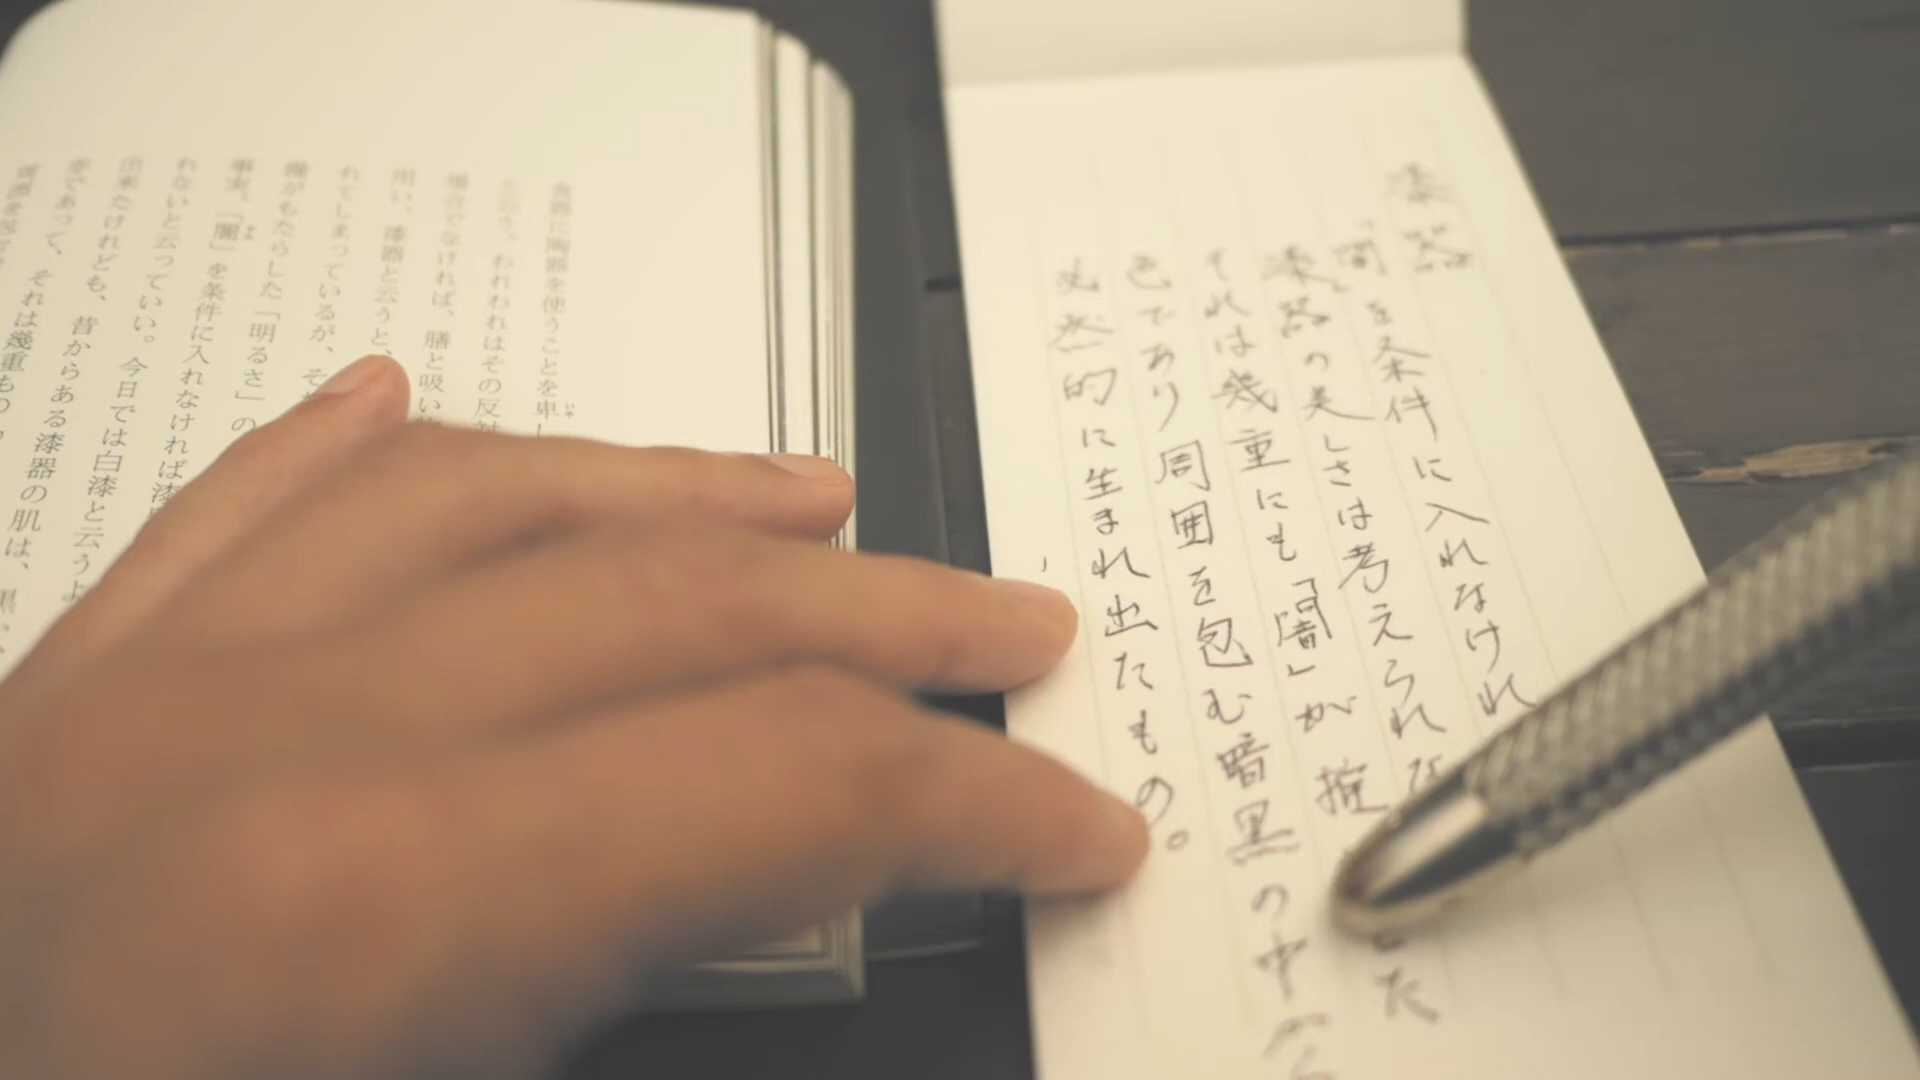 漆器
「闇」を条件に入れなけれ
漆器の美しさは考えられな
それは幾重にも「闇」が堆した
色であり周囲を包む暗黒の中から
必然的に生まれ出たもの。
食器に陶器を使うことを卑し
と云う。われわれはその反対
場合でなければ、膳と吸い
用い、漆器と云うと、
れてしまっているが、そ
備がもたらした「明るさ」の
事実、「闇」を条件に入れなければ漆
れないと云っていい。今日では白漆と云うよ
出来たけれども、昔からある漆器の肌は、黒か、
赤であって、それは幾重もの